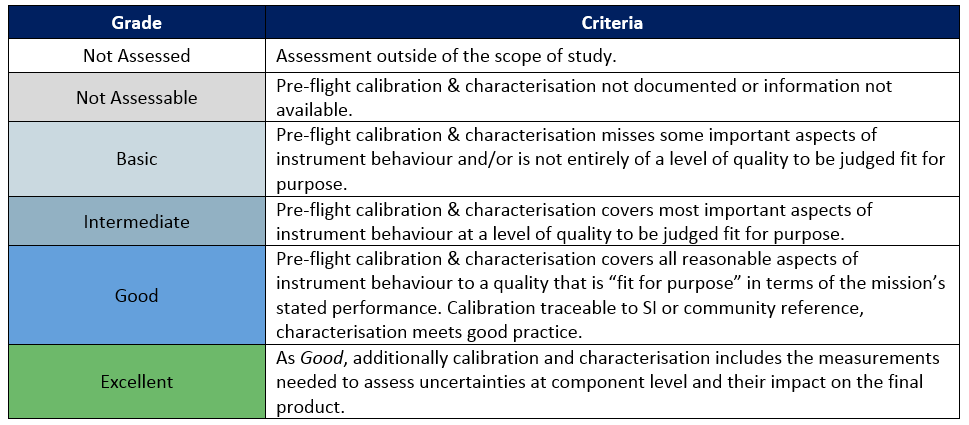 Grade
Criteria
Not Assessed
Assessment outside of the scope of study.
Not Assessable
Pre-flight calibration & characterisation not documented or information not
available.
Basic
Pre-flight calibration & characterisation misses some important aspects of
instrument behaviour and/or is not entirely of a level of quality to be judged fit for
purpose.
Intermediate
Pre-flight calibration & characterisation covers most important aspects of
instrument behaviour at a level of quality to be judged fit for purpose.
Good
Pre-flight calibration & characterisation covers all reasonable aspects of
instrument behaviour to a quality that is “fit for purpose” in terms of the mission’s
stated performance. Calibration traceable to SI or community reference,
characterisation meets good practice.
Excellent
As Good, additionally calibration and characterisation includes the measurements
needed to assess uncertainties at component level and their impact on the final
product.